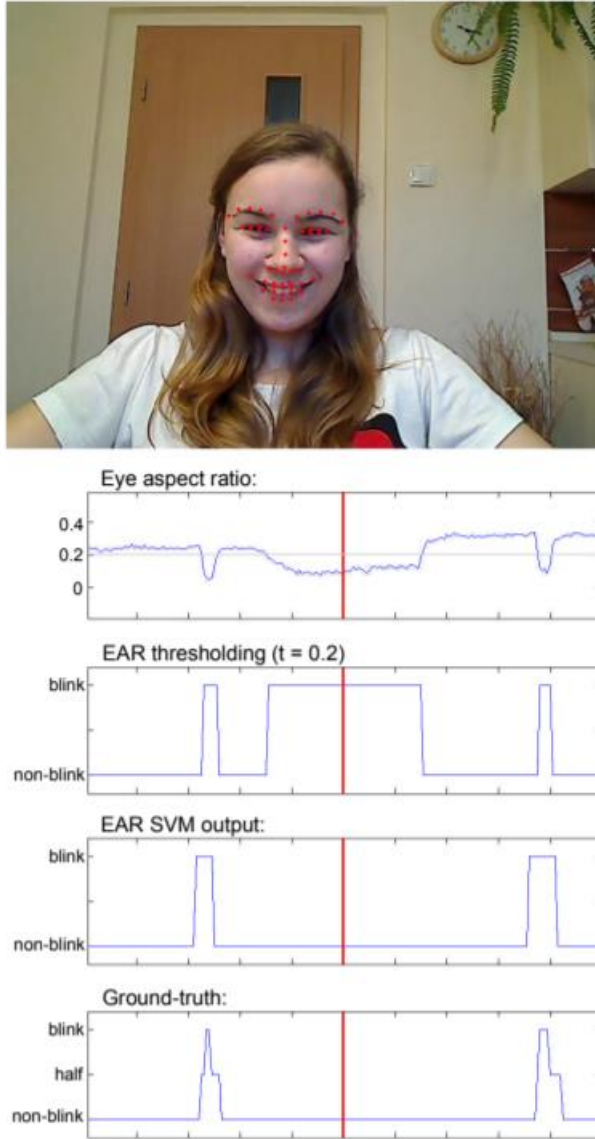 Eye aspect ratio:
0.4
0.2
0
EAR thresholding (t = 0.2)
blink
non-blink
EAR SVM output:
blink
non-blink
Ground-truth:
blink
half
non-blink